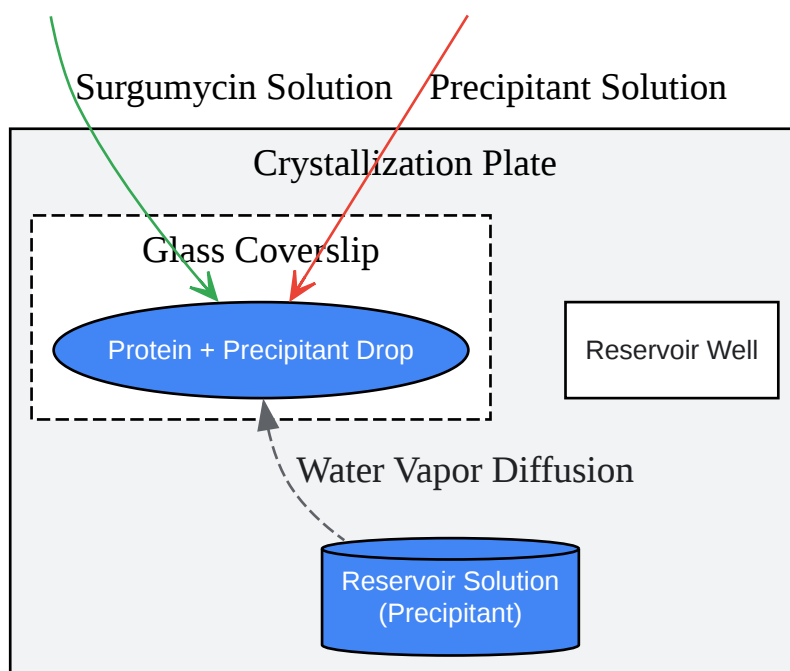 Surgumycin Solution
Precipitant Solution
Crystallization Plate
Glass Coverslip
Protein + Precipitant Drop
Reservoir Well
Water Vapor Diffusion
Reservoir Solution
(Precipitant)